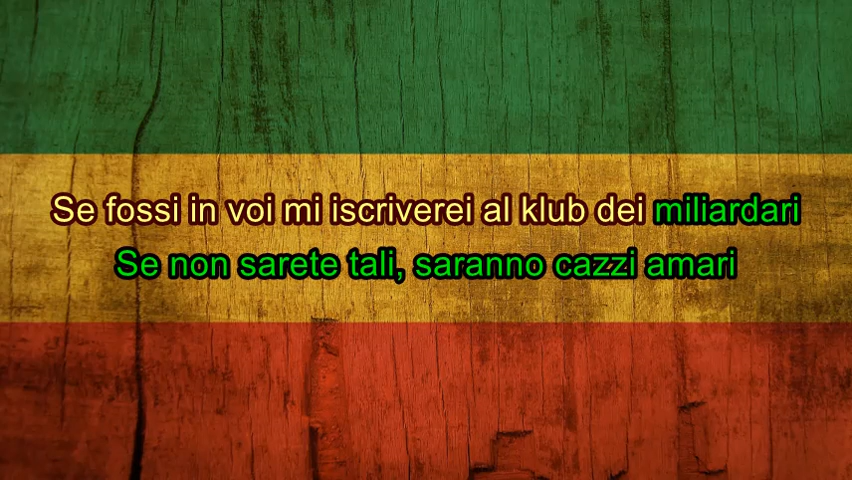 Se fossi in voi mi iscriverei al klub dei miliardari
Se non sarete tali, saranno cazzi amari